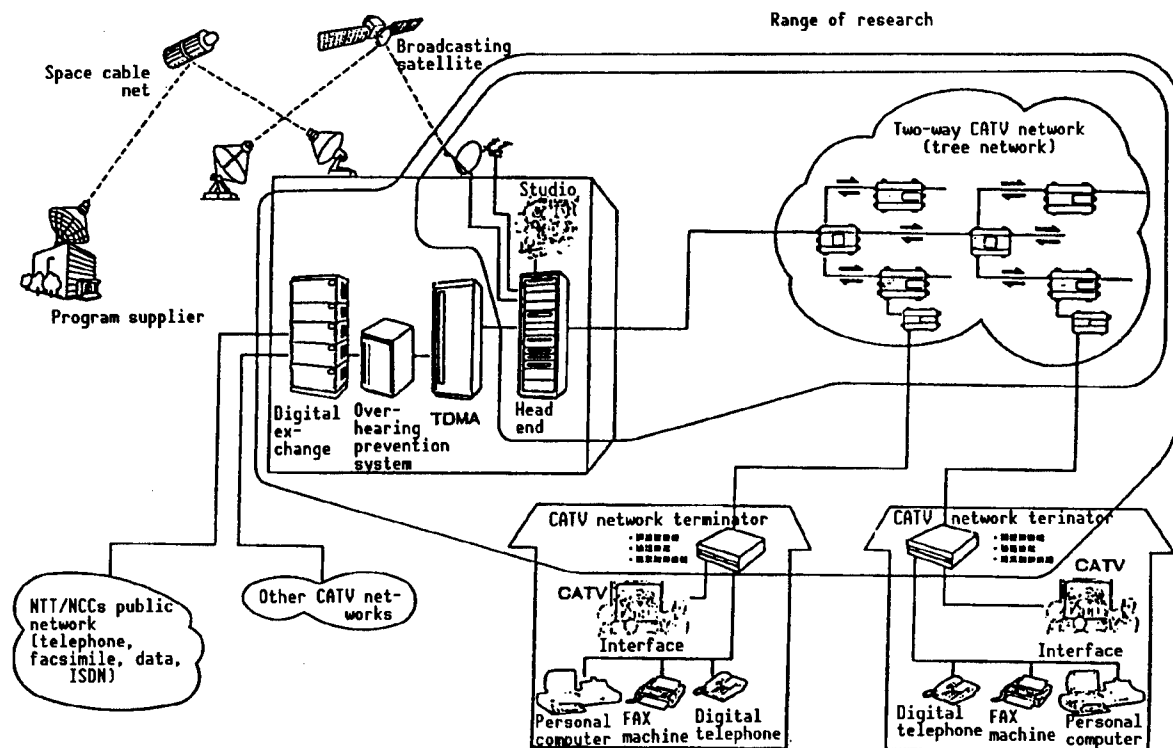 Range of research
Broadcasting
satellite
Space cable
net
Two-way CATV network
(tree network)
Studio
Program supplier
Digital
ex-
change
Over-
hearing
prevention
system
TDMA
Head
end
CATV network terminator
CATV network terinator
CATV
CATV
Interface
Interface
NTT/NCCs public
network
(telephone,
facsimile, data,
ISDN)
Other CATV net-
works
Personal
computer
FAX
machine
Digital
telephone
Digital
telephone
FAX
machine
Personal
computer